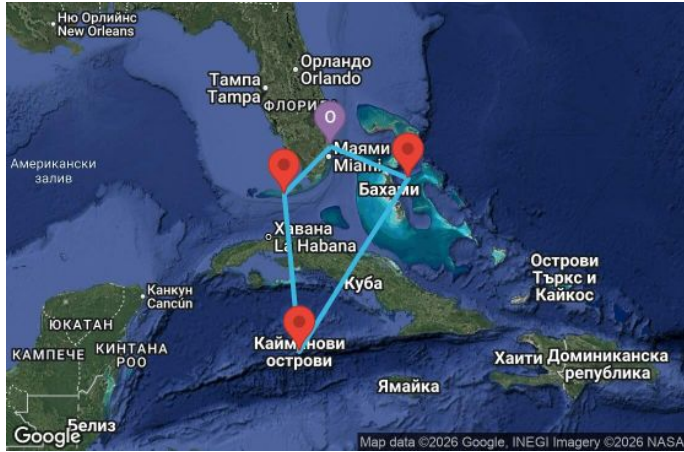 Ню Орлийнс
New Orleans
Орландо
Orlando
Тампа
Tampa
О
Маями
Miami
Американски
залив
Бахами
Хавана
La Habana
Острови
Търкс и
Кайкос
Канкун
Cancún
Куба
ЮКАТАН
КАМПЕЧЕ
КИНТАНА
РОО
острови
Хаити
Доминиканска
република
Ямайка
Белиз
Google
Map data ©2026 Google, INEGI Imagery ©2026 NASA